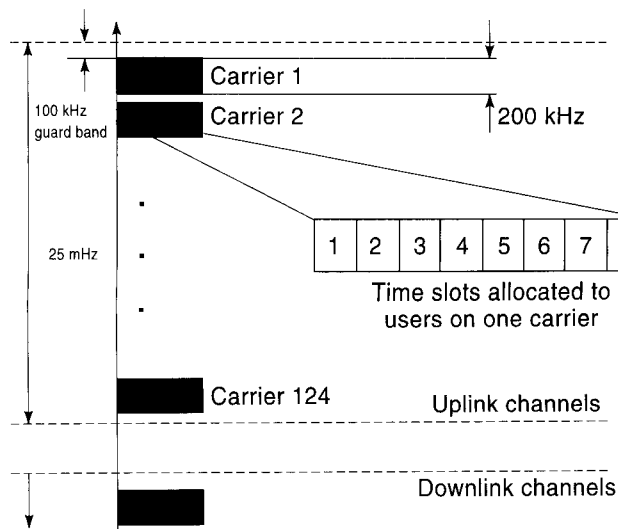 Carrier 1
100 kHz
guard band
Carrier 2
200 kHz
1 2 3 4 5 6 7
25 mHz
Time slots allocated to
users on one carrier
Carrier 124
Uplink channels
Downlink channels